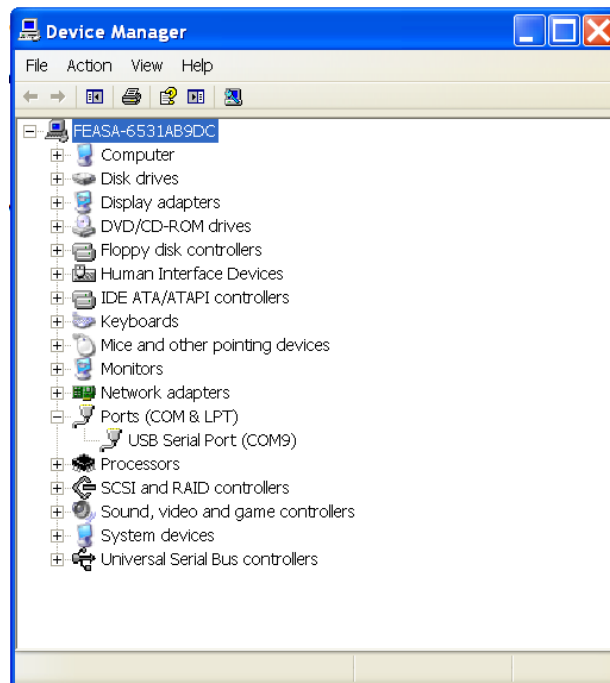 Device Manager
File Action View Help
FEASA-6531AB9DC
Computer
Disk drives
Display adapters
DVD/CD-ROM drives
Floppy disk controllers
Human Interface Devices
IDE ATA/ATAPI controllers
Keyboards
Mice and other pointing devices
Monitors
Network adapters
Ports (COM & LPT)
USB Serial Port (COM9)
Processors
SCSI and RAID controllers
Sound, video and game controllers
System devices
Universal Serial Bus controllers